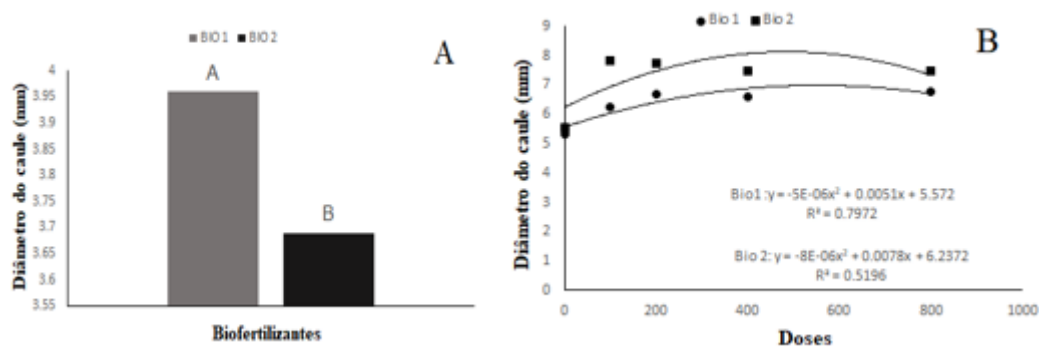 BIO 1 BIO 2
A
Diâmetro do caule (mm)
4
3.95
3.9
3.85
3.8
3.75
3.7
3.65
3.6
3.55
A
B
Biofertilizantes
Bio 1 Bio 2
B
Diâmetro do caule (mm)
9
8
7
6
5
4
3
2
1
0
Bio1 :y = -5E-06x² + 0.0051x + 5.572
R² = 0.7972
Bio 2: y = -8E-06x² + 0.0078x + 6.2372
R² = 0.5196
0 200 400 600 800 1000
Doses